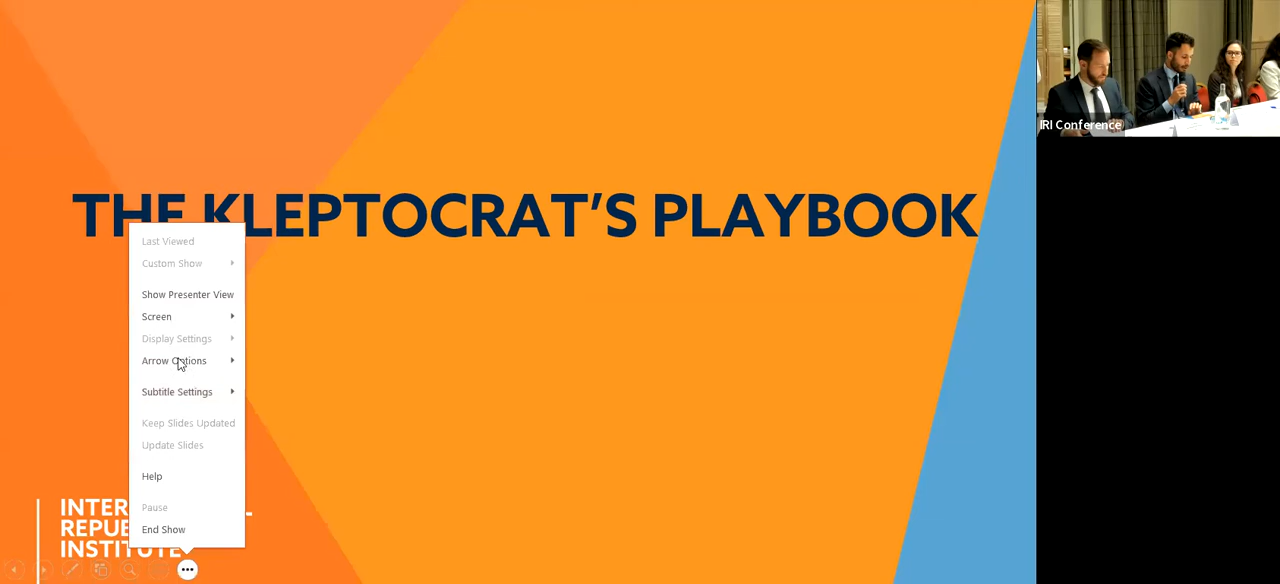 THE KLEPTOCRAT'S PLAYBOOK
Last Viewed
Custom Show
Show Presenter View
Screen
Display Settings
Arrow Options
Subtitle Settings
Keep Slides Updated
Update Slides
Help
Pause
End Show
INSTITUTE
IRI Conference